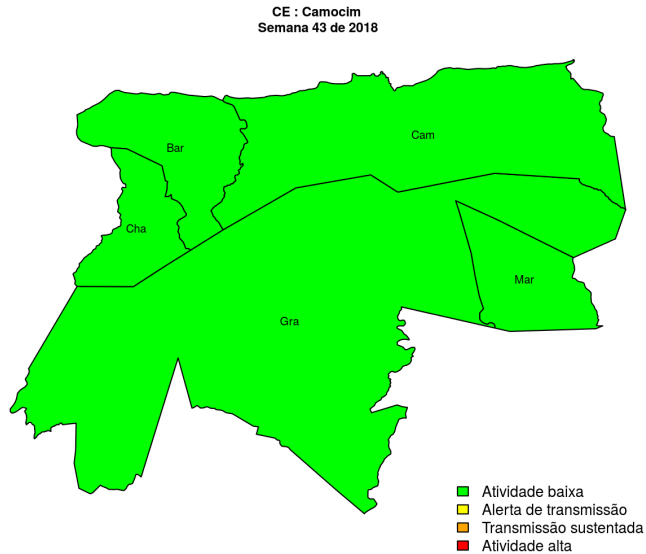 CE : Camocim
Semana 43 de 2018
Bar
Cam
Cha
Mar
Gra
Atividade baixa
Alerta de transmissão
Transmissão sustentada
Atividade alta